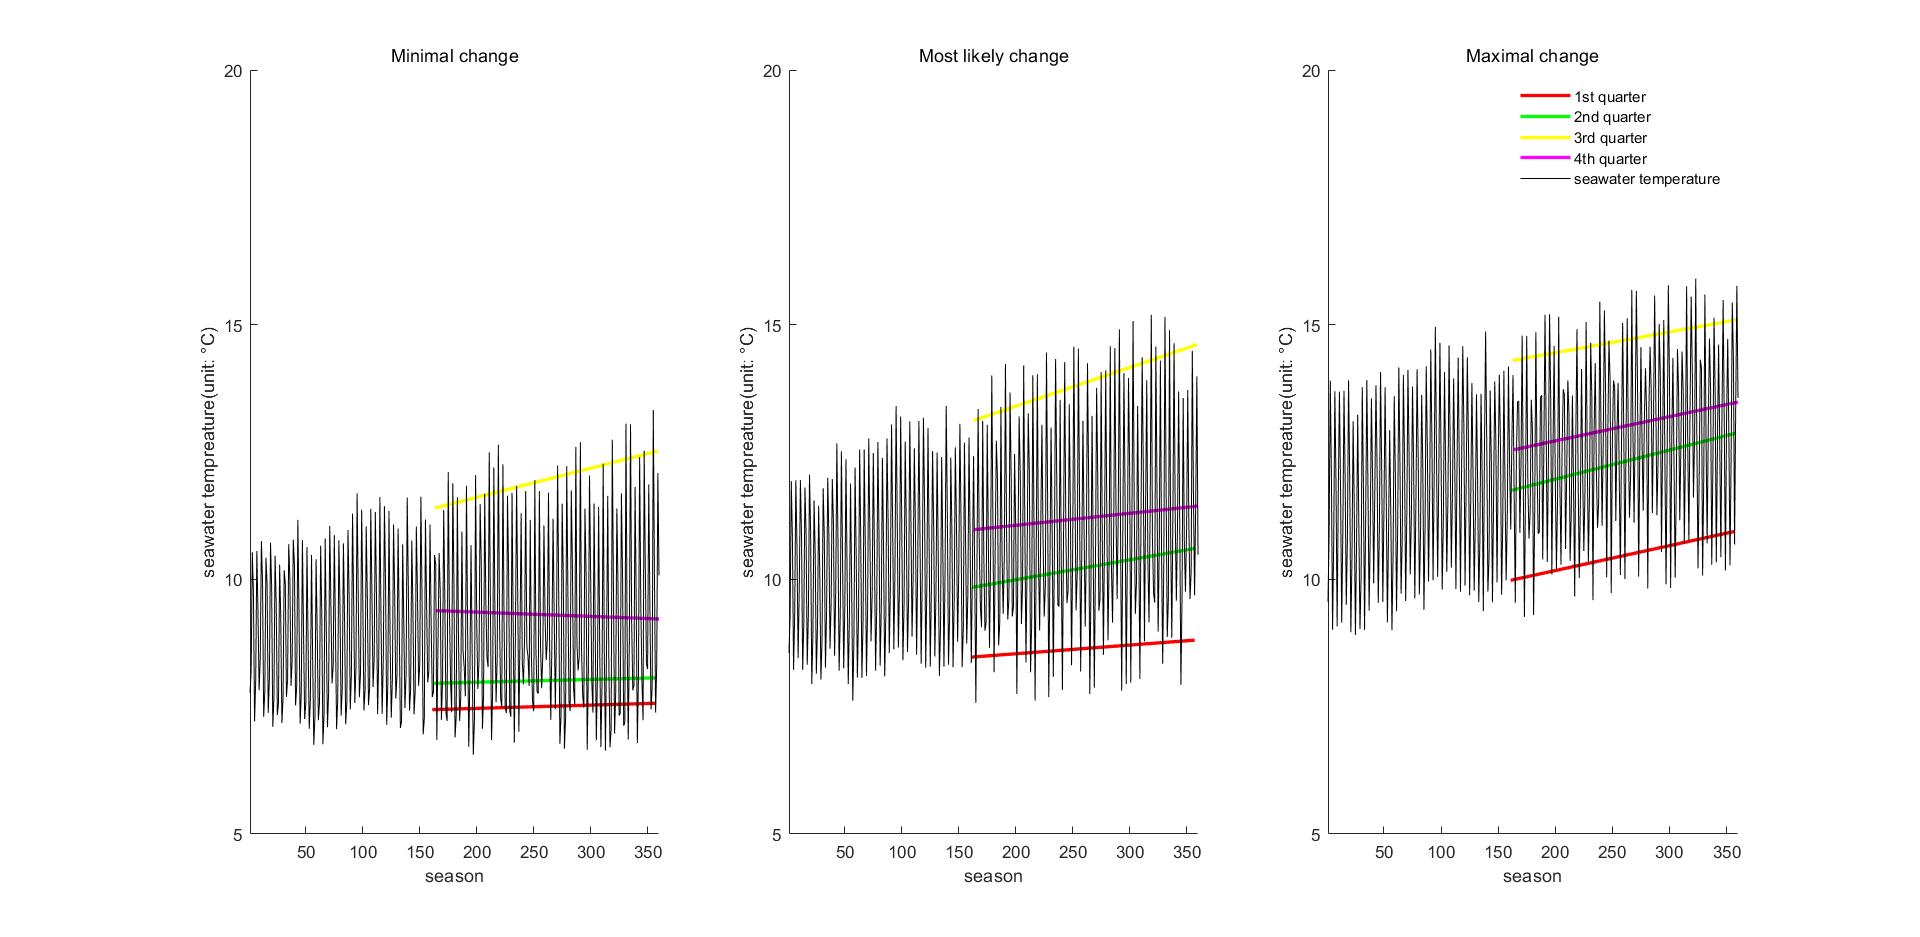 Minimal change
Most likely change
Maximal change
20
15
10
5
seawater tempreature(unit: °C)
50 100 150 200 250 300 350
season
20
15
10
5
seawater tempreature(unit: °C)
50 100 150 200 250 300 350
season
20
15
10
5
seawater tempreature(unit: °C)
50 100 150 200 250 300 350
season
1st quarter
2nd quarter
3rd quarter
4th quarter
seawater temperature